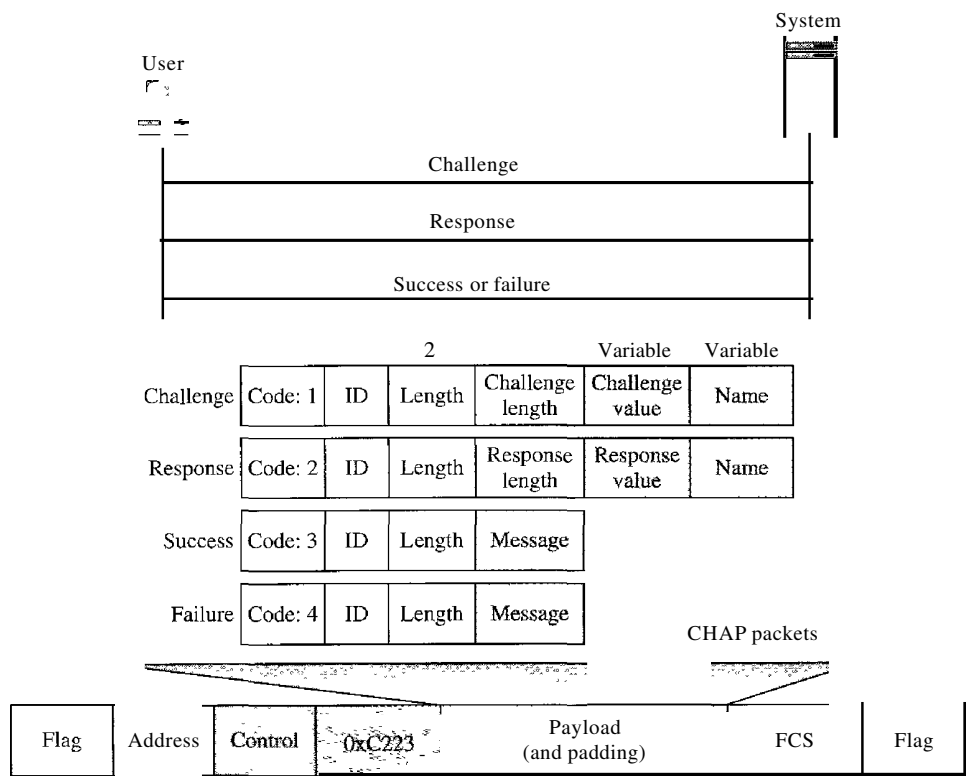 System
User
Challenge
Response
Success or failure
2 Variable Variable
Challenge Code: 1 ID Length Challenge length Challenge value Name
Response Code: 2 ID Length Response length Response value Name
Success Code: 3 ID Length Message
Failure Code: 4 ID Length Message
CHAP packets
Flag Address Control 0xC223 Payload (and padding) FCS Flag